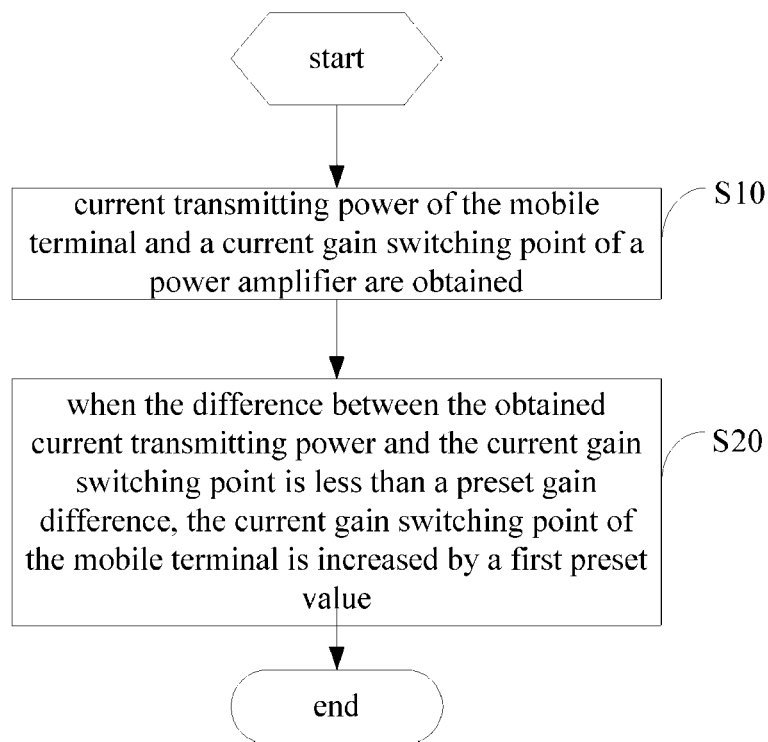 start
current transmitting power of the mobile
terminal and a current gain switching point of a
power amplifier are obtained
S10
when the difference between the obtained
current transmitting power and the current gain
switching point is less than a preset gain
difference, the current gain switching point of
the mobile terminal is increased by a first preset
value
S20
end